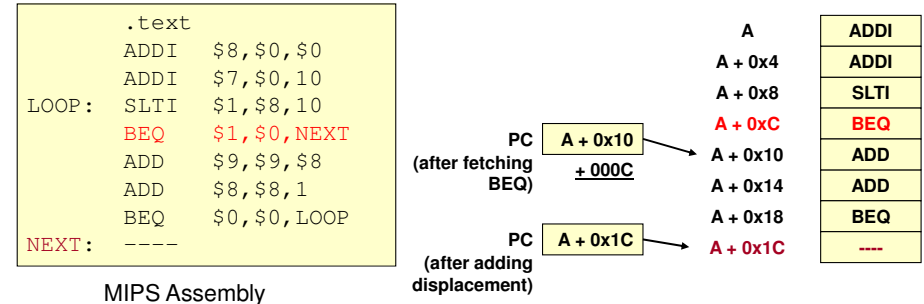 .text
ADDI $8,$0,$0
ADDI $7,$0,10
LOOP: SLTI $1,$8,10
BEQ $1,$0,NEXT
ADD $9,$9,$8
ADD $8,$8,1
BEQ $0,$0,LOOP
NEXT: ----
MIPS Assembly
PC
(after fetching
BEQ)
A + 0x10
+ 000C
PC
(after adding
displacement)
A + 0x1C
A ADDI
A + 0x4 ADDI
A + 0x8 SLTI
A + 0xC BEQ
A + 0x10 ADD
A + 0x14 ADD
A + 0x18 BEQ
A + 0x1C ----